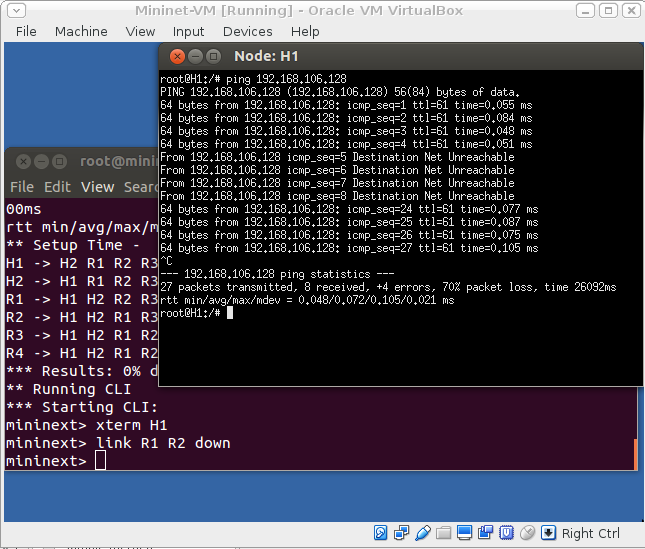 Mininet-VM [Running] - Oracle VM VirtualBox
File Machine View Input Devices Help
Node: H1
root@H1:/# ping 192.168.106.128
PING 192.168.106.128 (192.168.106.128) 56(84) bytes of data.
64 bytes from 192.168.106.128: icmp_seq=1 ttl=61 time=0.055 ms
64 bytes from 192.168.106.128: icmp_seq=2 ttl=61 time=0.084 ms
64 bytes from 192.168.106.128: icmp_seq=3 ttl=61 time=0.048 ms
64 bytes from 192.168.106.128: icmp_seq=4 ttl=61 time=0.051 ms
From 192.168.106.128 icmp_seq=5 Destination Net Unreachable
From 192.168.106.128 icmp_seq=6 Destination Net Unreachable
From 192.168.106.128 icmp_seq=7 Destination Net Unreachable
From 192.168.106.128 icmp_seq=8 Destination Net Unreachable
64 bytes from 192.168.106.128: icmp_seq=24 ttl=61 time=0.077 ms
64 bytes from 192.168.106.128: icmp_seq=25 ttl=61 time=0.087 ms
64 bytes from 192.168.106.128: icmp_seq=26 ttl=61 time=0.075 ms
64 bytes from 192.168.106.128: icmp_seq=27 ttl=61 time=0.105 ms
^C
--- 192.168.106.128 ping statistics ---
27 packets transmitted, 8 received, +4 errors, 70% packet loss, time 26092ms
rtt min/avg/max/mdev = 0.048/0.072/0.105/0.021 ms
root@H1:/#
root@minin
File Edit View Searc
00ms
rtt min/avg/max/m
** Setup Time -
H1 -> H2 R1 R2 R3
H2 -> H1 R1 R2 R3
R1 -> H1 H2 R2 R3
R2 -> H1 H2 R1 R3
R3 -> H1 H2 R1 R2
R4 -> H1 H2 R1 R2
*** Results: 0% d
** Running CLI
*** Starting CLI:
mininext> xterm H1
mininext> link R1 R2 down
mininext>
Right Ctrl